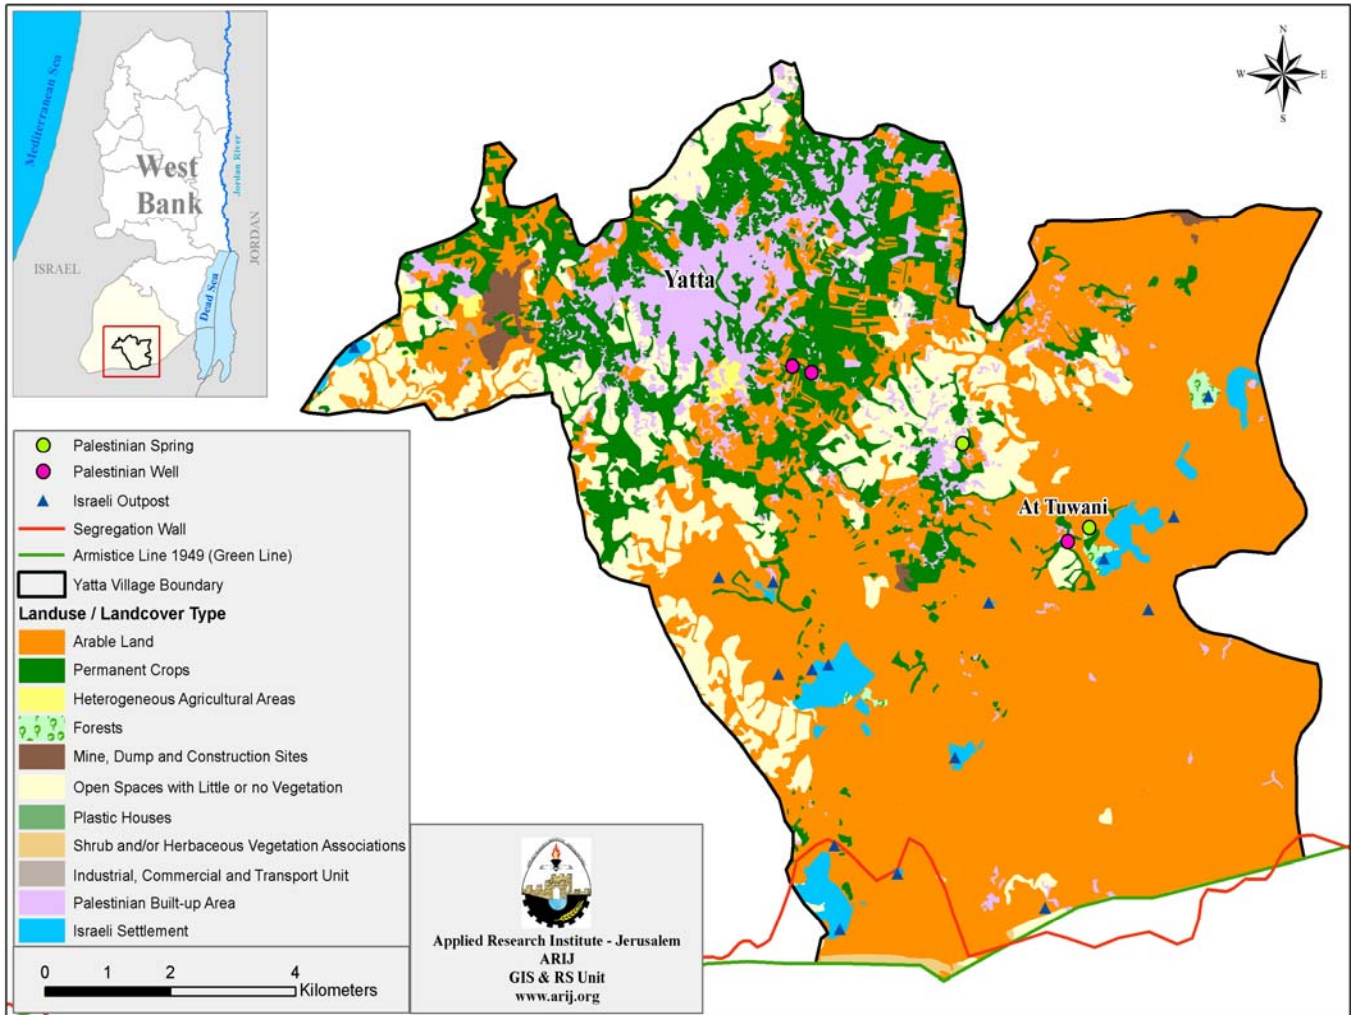 Mediterranean Sea
West
Bank
Jordan River
JORDAN
ISRAEL
Dead Sea
N
W
E
S
Yatta
At Tuwani
Palestinian Spring
Palestinian Well
Israeli Outpost
Segregation Wall
Armistice Line 1949 (Green Line)
Yatta Village Boundary
Landuse / Landcover Type
Arable Land
Permanent Crops
Heterogeneous Agricultural Areas
Forests
Mine, Dump and Construction Sites
Open Spaces with Little or no Vegetation
Plastic Houses
Shrub and/or Herbaceous Vegetation Associations
Industrial, Commercial and Transport Unit
Palestinian Built-up Area
Israeli Settlement
0 1 2 4
Kilometers
Applied Research Institute - Jerusalem
ARIJ
GIS & RS Unit
www.arij.org